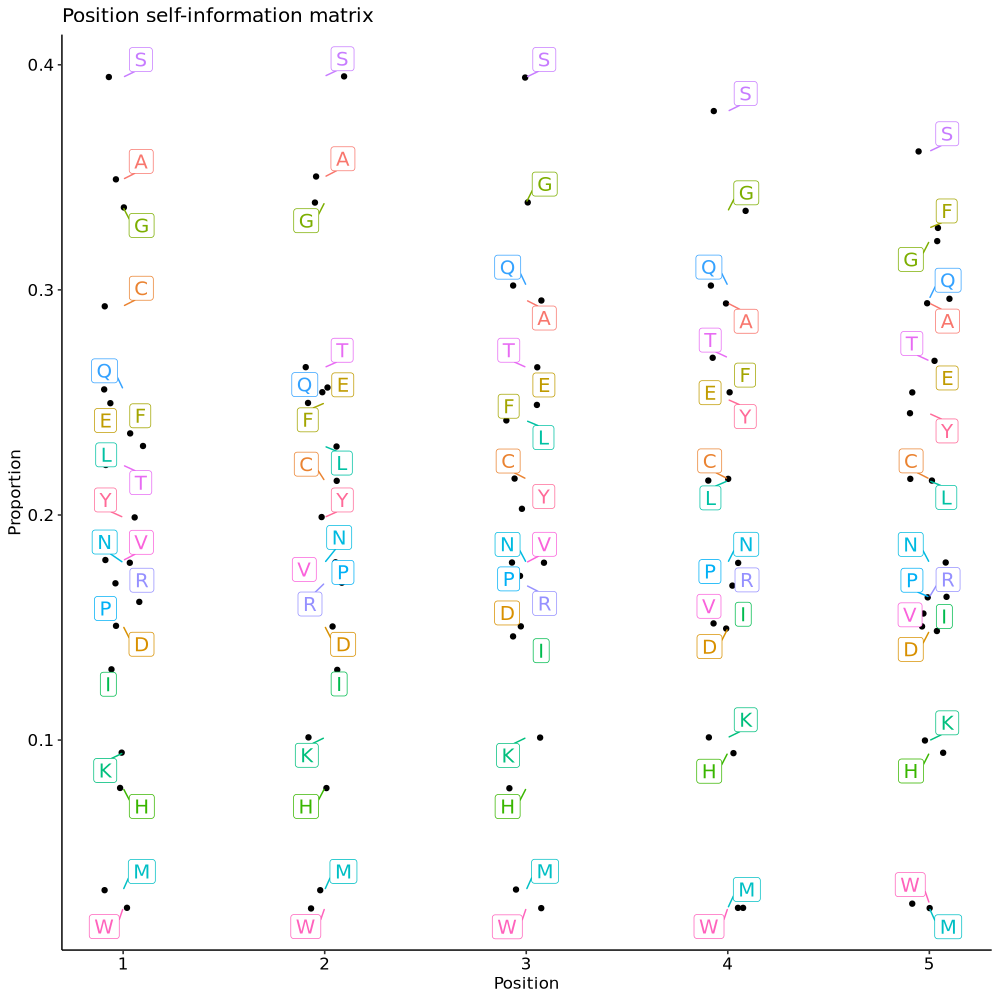 Position self-information matrix
Proportion
0.4
0.3
0.2
0.1
S S S S S
A A G G F
G G Q Q G
C T A A Q
Q Q T T A
E E E F T
F F F E E
L L L Y Y
T C C C C
Y Y Y L L
N N N N N
V V V P R
R P P R P
P R R V I
D D D I V
I I I D D
K K K K K
H H H H H
M M M M W
W W W W M
1 2 3 4 5
Position